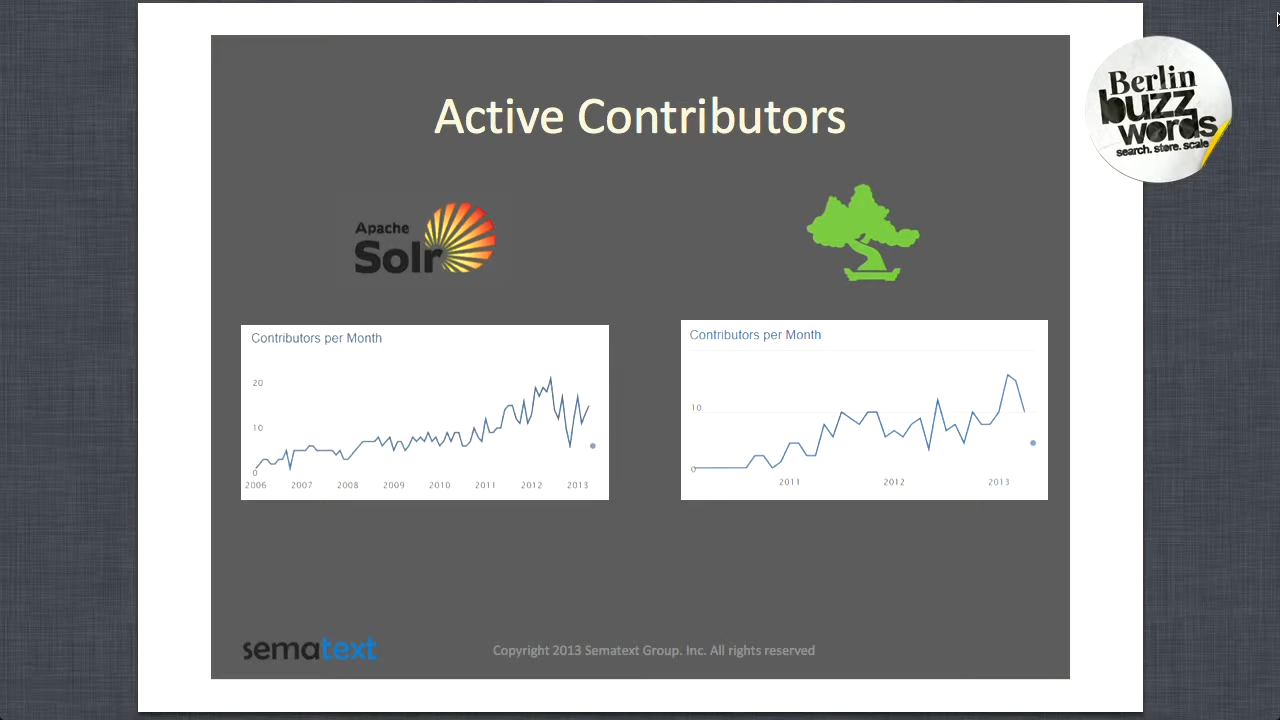 Active Contributors
Berlin
buzz
words
search. store. scale
Apache
Solr
Contributors per Month
20
10
0
2006 2007 2008 2009 2010 2011 2012 2013
Contributors per Month
10
0
2011 2012 2013
sematext
Copyright 2013 Sematext Group. Inc. All rights reserved